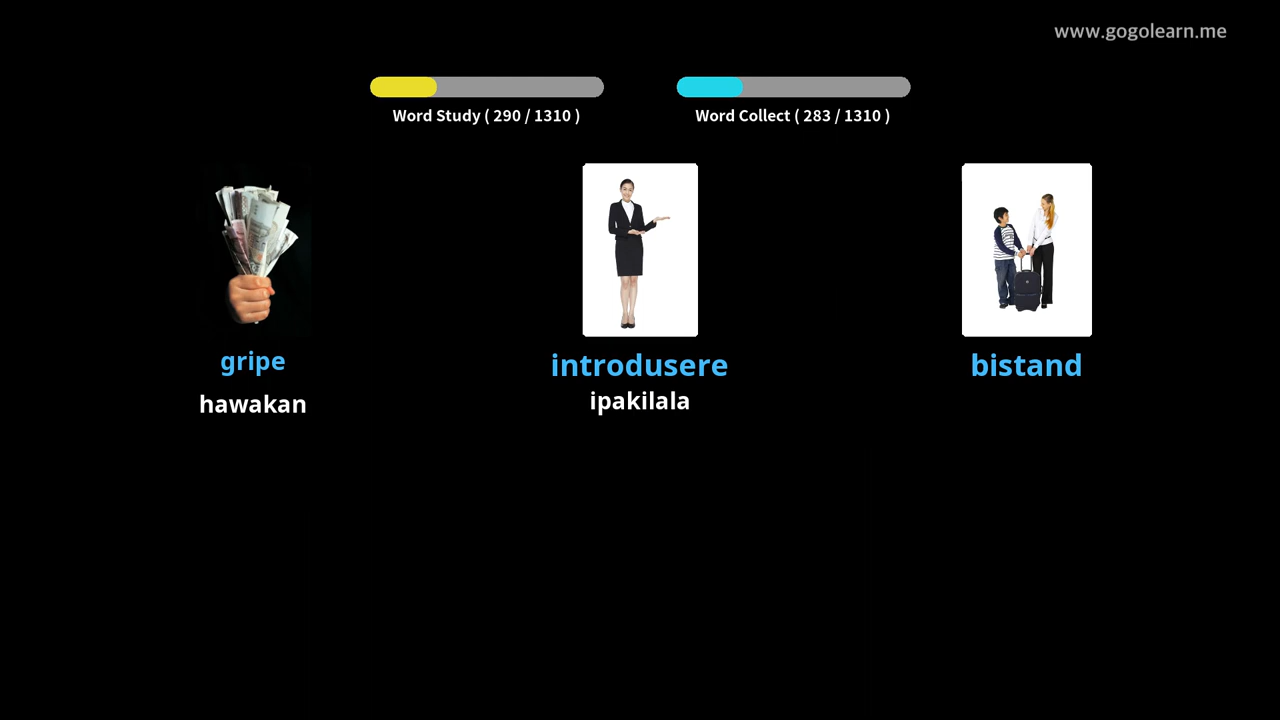 www.gogolearn.me
Word Study ( 290 / 1310 )
Word Collect ( 283 / 1310 )
gripe
hawakan
introdusere
ipakilala
bistand